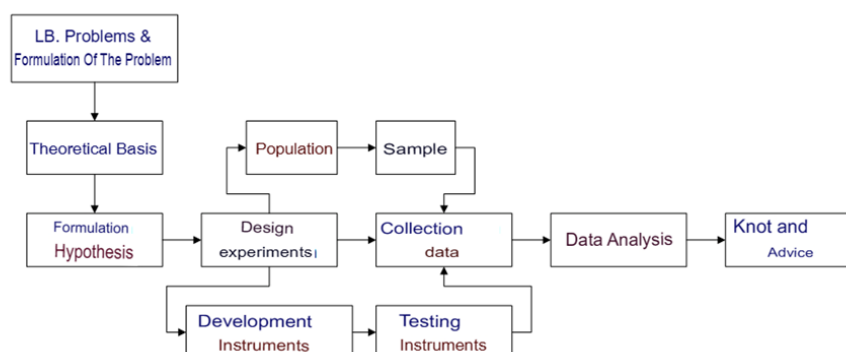 LB. Problems &
Formulation Of The Problem
Theoretical Basis
Population
Sample
Formulation
Hypothesis
Design
experiments
Collection
data
Data Analysis
Knot and
Advice
Development
Instruments
Testing
Instruments